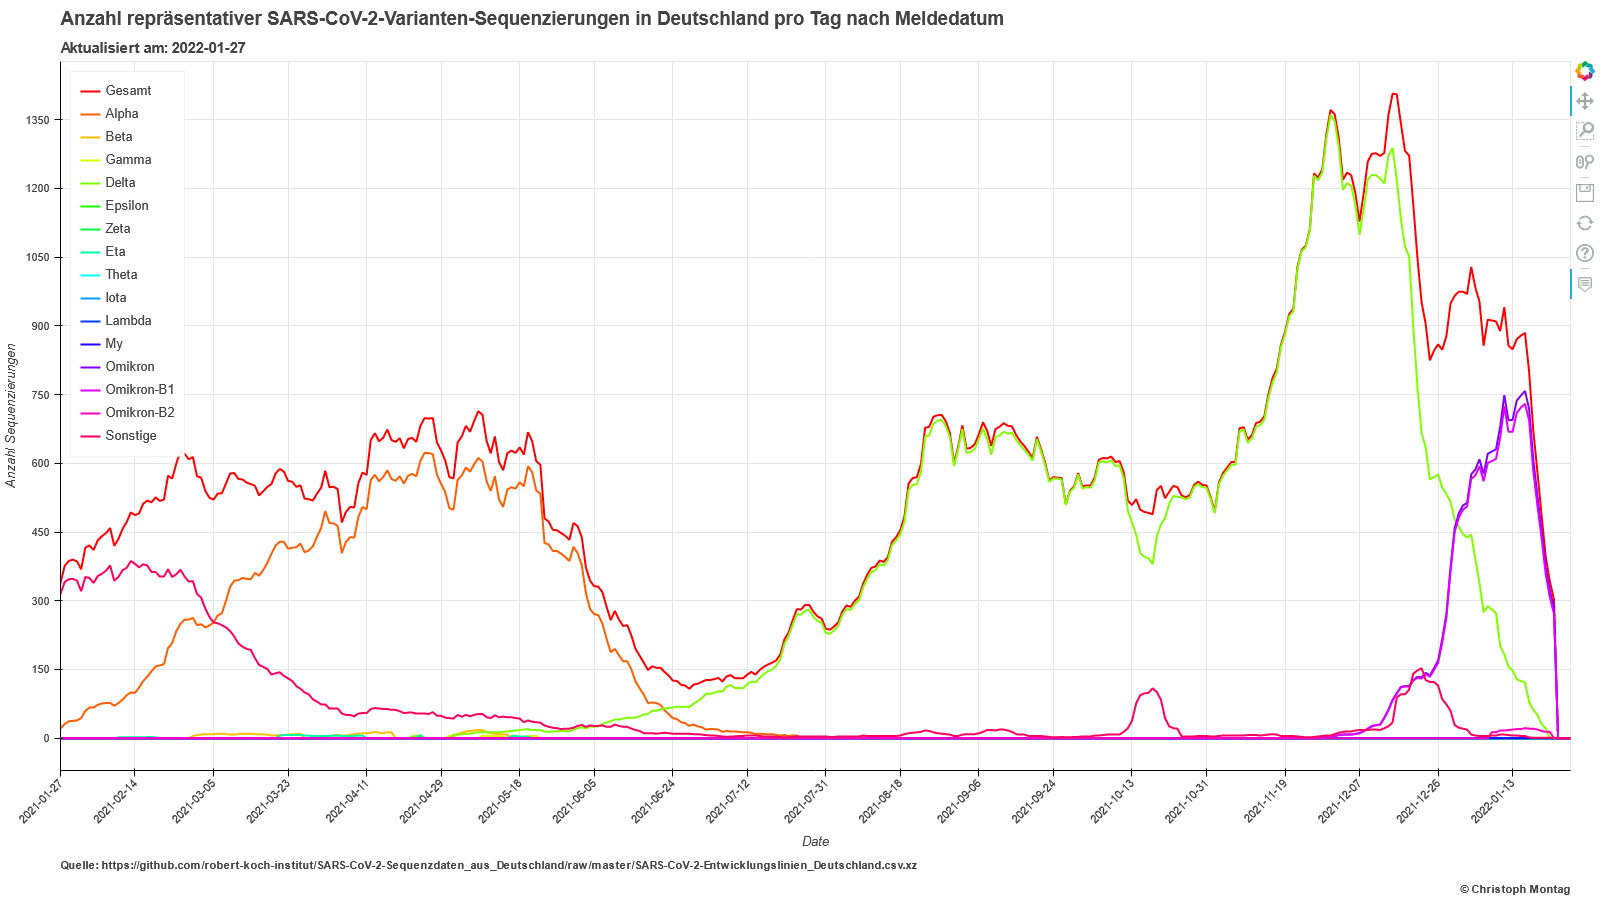 Anzahl repräsentativer SARS-CoV-2-Varianten-Sequenzierungen in Deutschland pro Tag nach Meldedatum
Aktualisiert am: 2022-01-27
Gesamt
Alpha
Beta
Gamma
Delta
Epsilon
Zeta
Eta
Theta
Iota
Lambda
My
Omikron
Omikron-B1
Omikron-B2
Sonstige
Anzahl Sequenzierungen
1350
1200
1050
900
750
600
450
300
150
0
2021-01-27
2021-02-14
2021-03-05
2021-03-23
2021-04-11
2021-04-29
2021-05-18
2021-06-05
2021-06-24
2021-07-12
2021-07-31
2021-08-18
2021-09-06
2021-09-24
2021-10-13
2021-10-31
2021-11-19
2021-12-07
2021-12-26
2022-01-13
Date
Quelle: https://github.com/robert-koch-institut/SARS-CoV-2-Sequenzdaten_aus_Deutschland/raw/master/SARS-CoV-2-Entwicklungslinien_Deutschland.csv.xz
© Christoph Montag